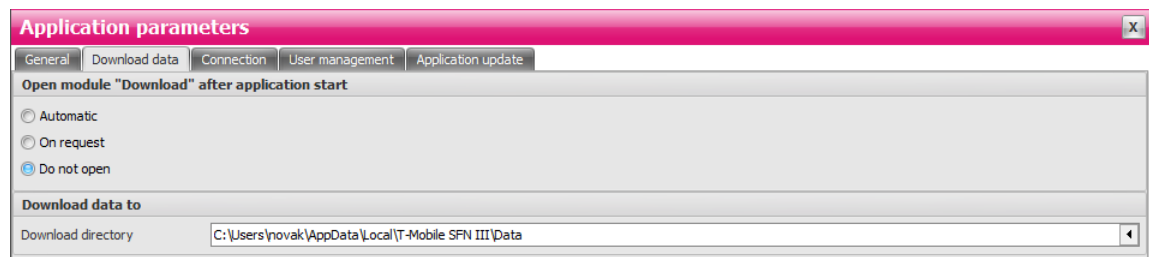 Application parameters
X
General Download data Connection User management Application update
Open module "Download" after application start
Automatic
On request
Do not open
Download data to
Download directory C:\Users\novak\AppData\Local\T-Mobile SFN III\Data